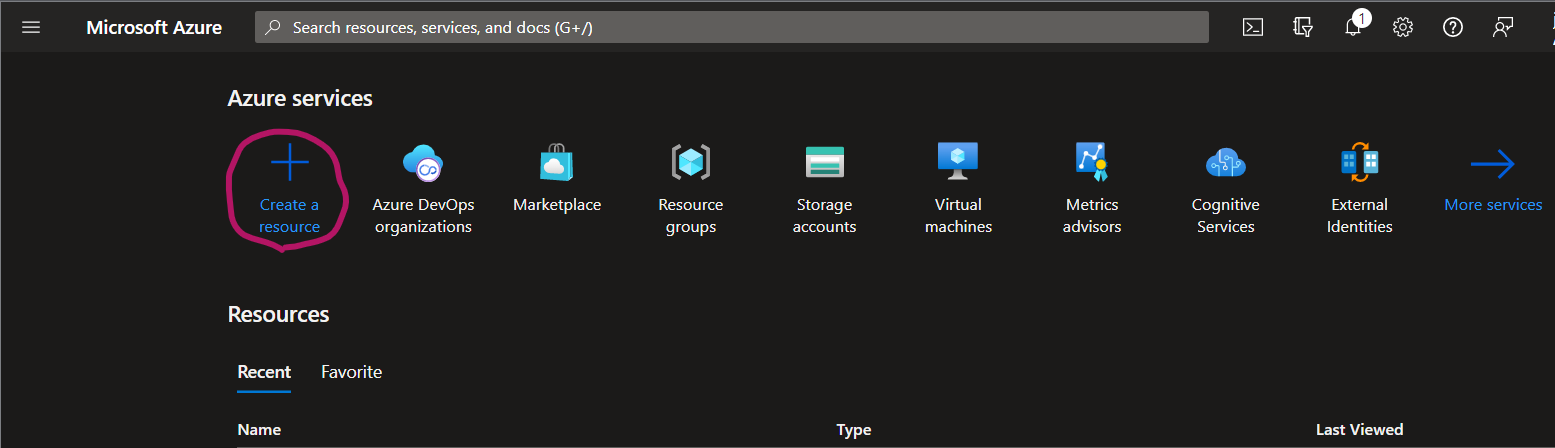 Microsoft Azure
Search resources, services, and docs (G+/)
1
Azure services
Create a
resource
Azure DevOps
organizations
Marketplace
Resource
groups
Storage
accounts
Virtual
machines
Metrics
advisors
Cognitive
Services
External
Identities
More services
Resources
Recent
Favorite
Name
Type
Last Viewed